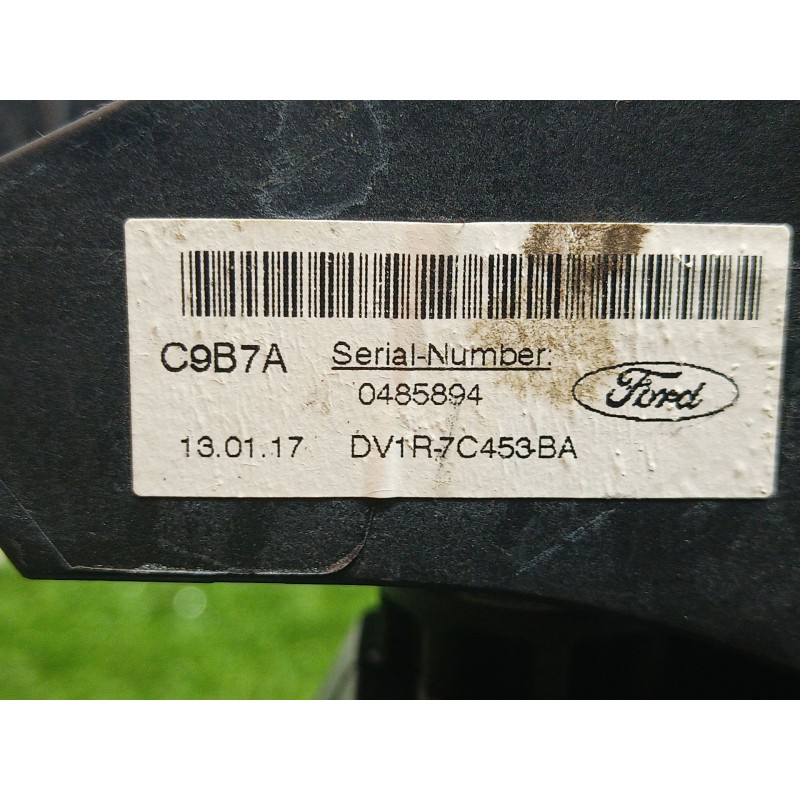 C9B7A Serial-Number:
0485894 Ford
13.01.17 DV1R-7C453-BA